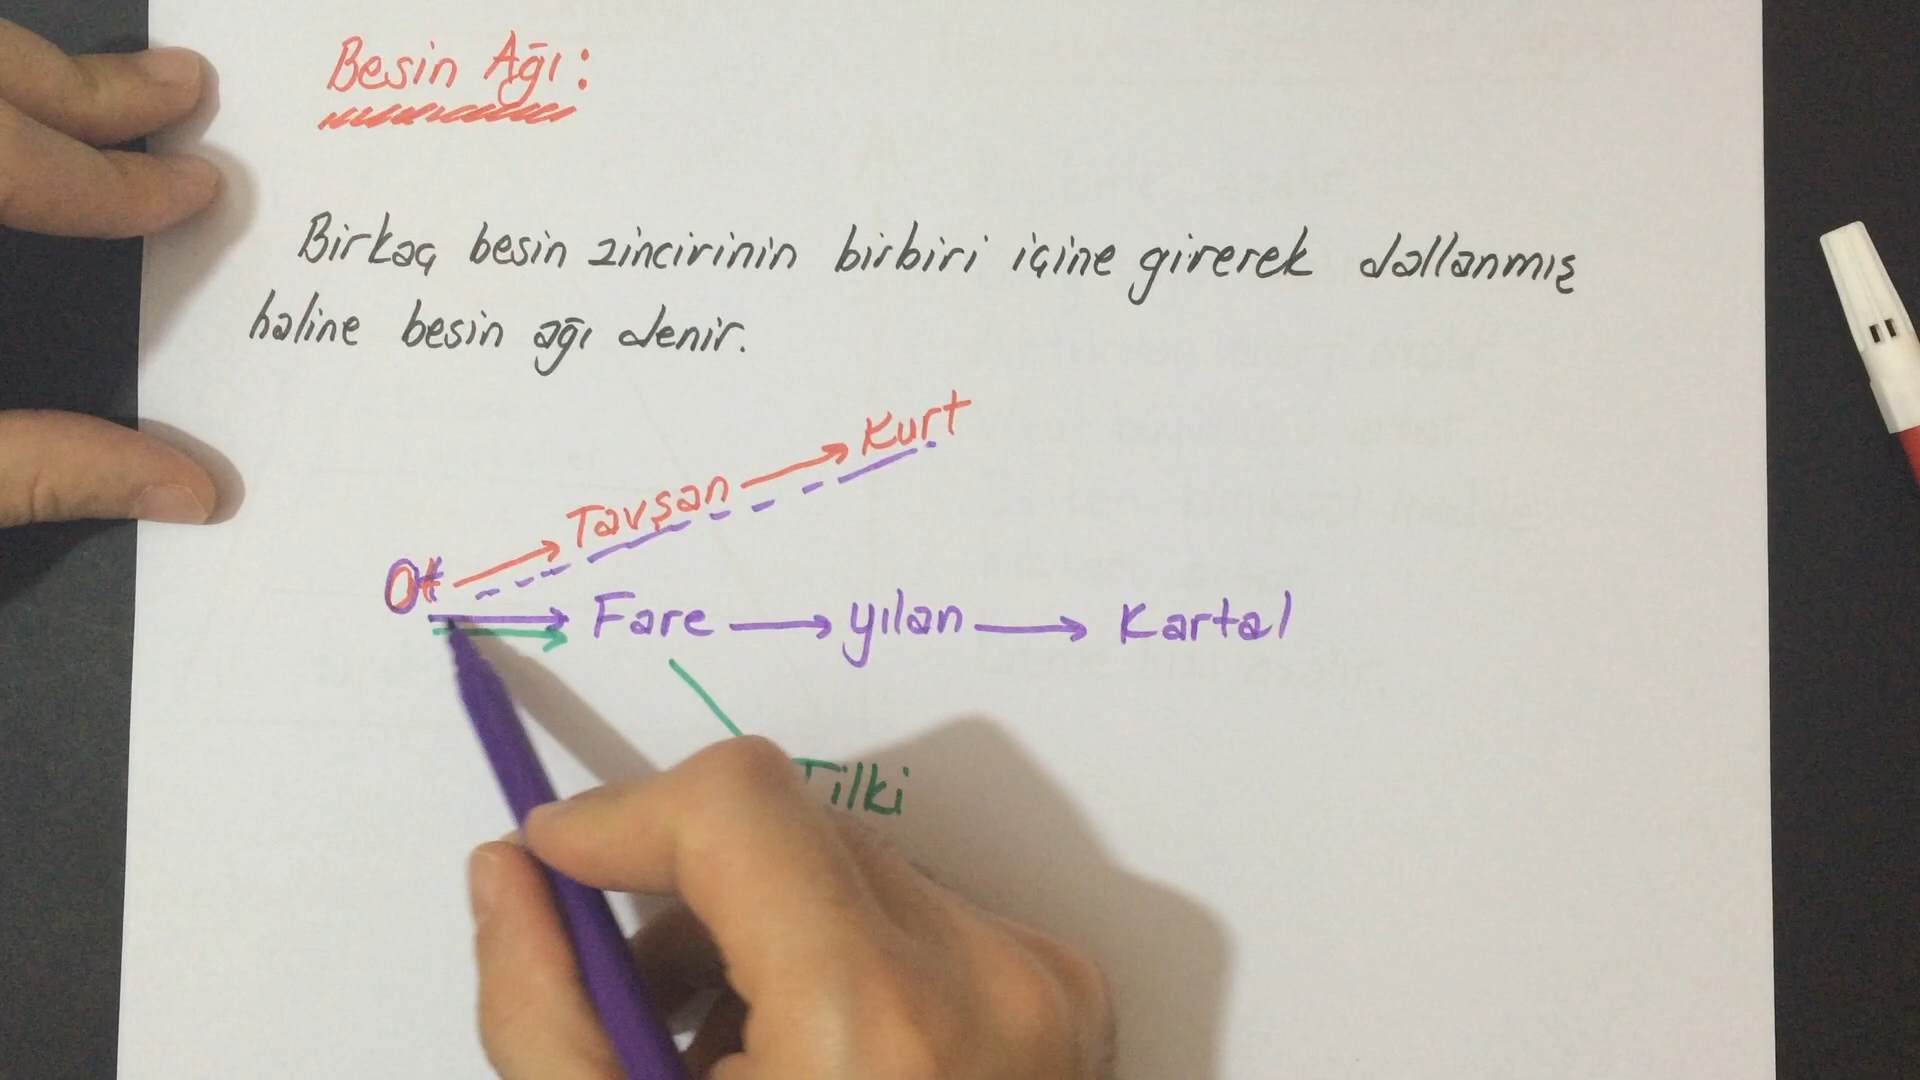 Besin Ağı:
Birkaç besin zincirinin birbiri içine girerek dallanmış
haline besin ağı denir.
Ot → Tavşan → Kurt
→ Fare → yılan → Kartal
Tilki